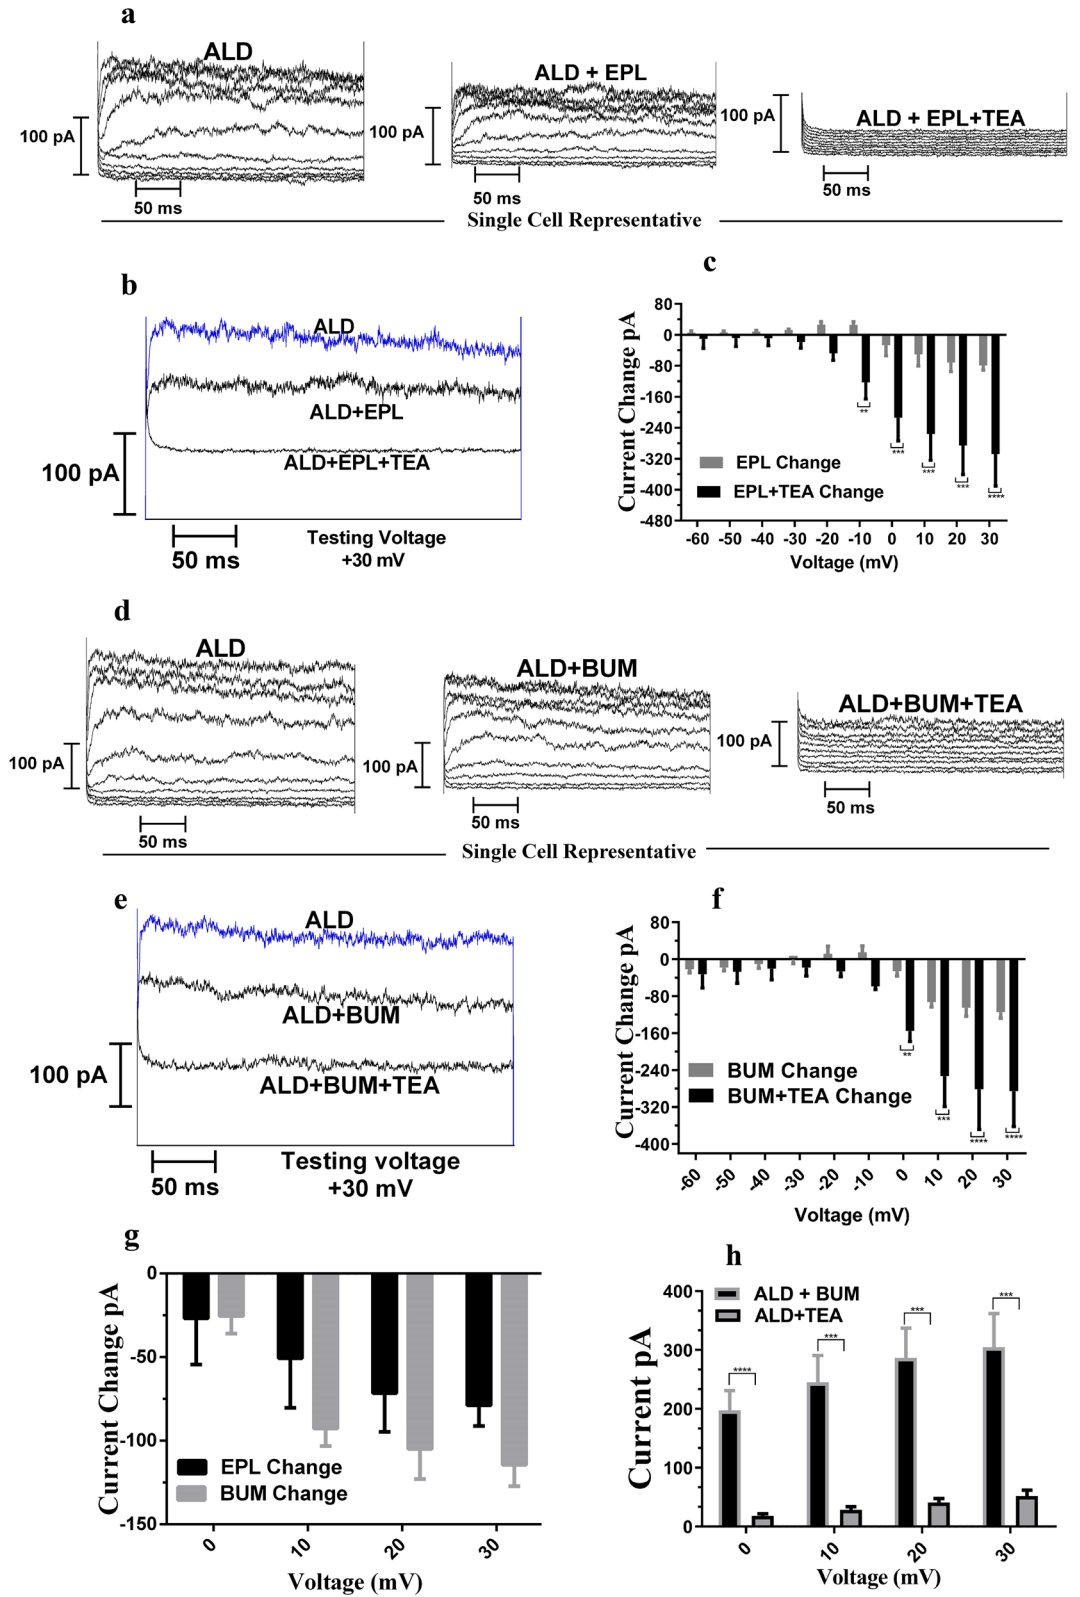 a
ALD
ALD + EPL
ALD + EPL+TEA
100 pA
100 pA
100 pA
50 ms
50 ms
50 ms
Single Cell Representative
b
ALD
ALD+EPL
ALD+EPL+TEA
100 pA
50 ms
Testing Voltage
+30 mV
c
Current Change pA
80
0
-80
-160
-240
-320
-400
-480
**
***
***
***
****
EPL Change
EPL+TEA Change
-60 -50 -40 -30 -20 -10 0 10 20 30
Voltage (mV)
d
ALD
ALD+BUM
ALD+BUM+TEA
100 pA
100 pA
100 pA
50 ms
50 ms
50 ms
Single Cell Representative
e
ALD
ALD+BUM
ALD+BUM+TEA
100 pA
50 ms
Testing voltage
+30 mV
f
Current Change pA
80
0
-80
-160
-240
-320
-400
**
***
****
****
BUM Change
BUM+TEA Change
-60 -50 -40 -30 -20 -10 0 10 20 30
Voltage (mV)
g
Current Change pA
0
-50
-100
-150
EPL Change
BUM Change
0 10 20 30
Voltage (mV)
h
Current pA
400
300
200
100
0
ALD + BUM
ALD+TEA
****
***
***
***
0 10 20 30
Voltage (mV)